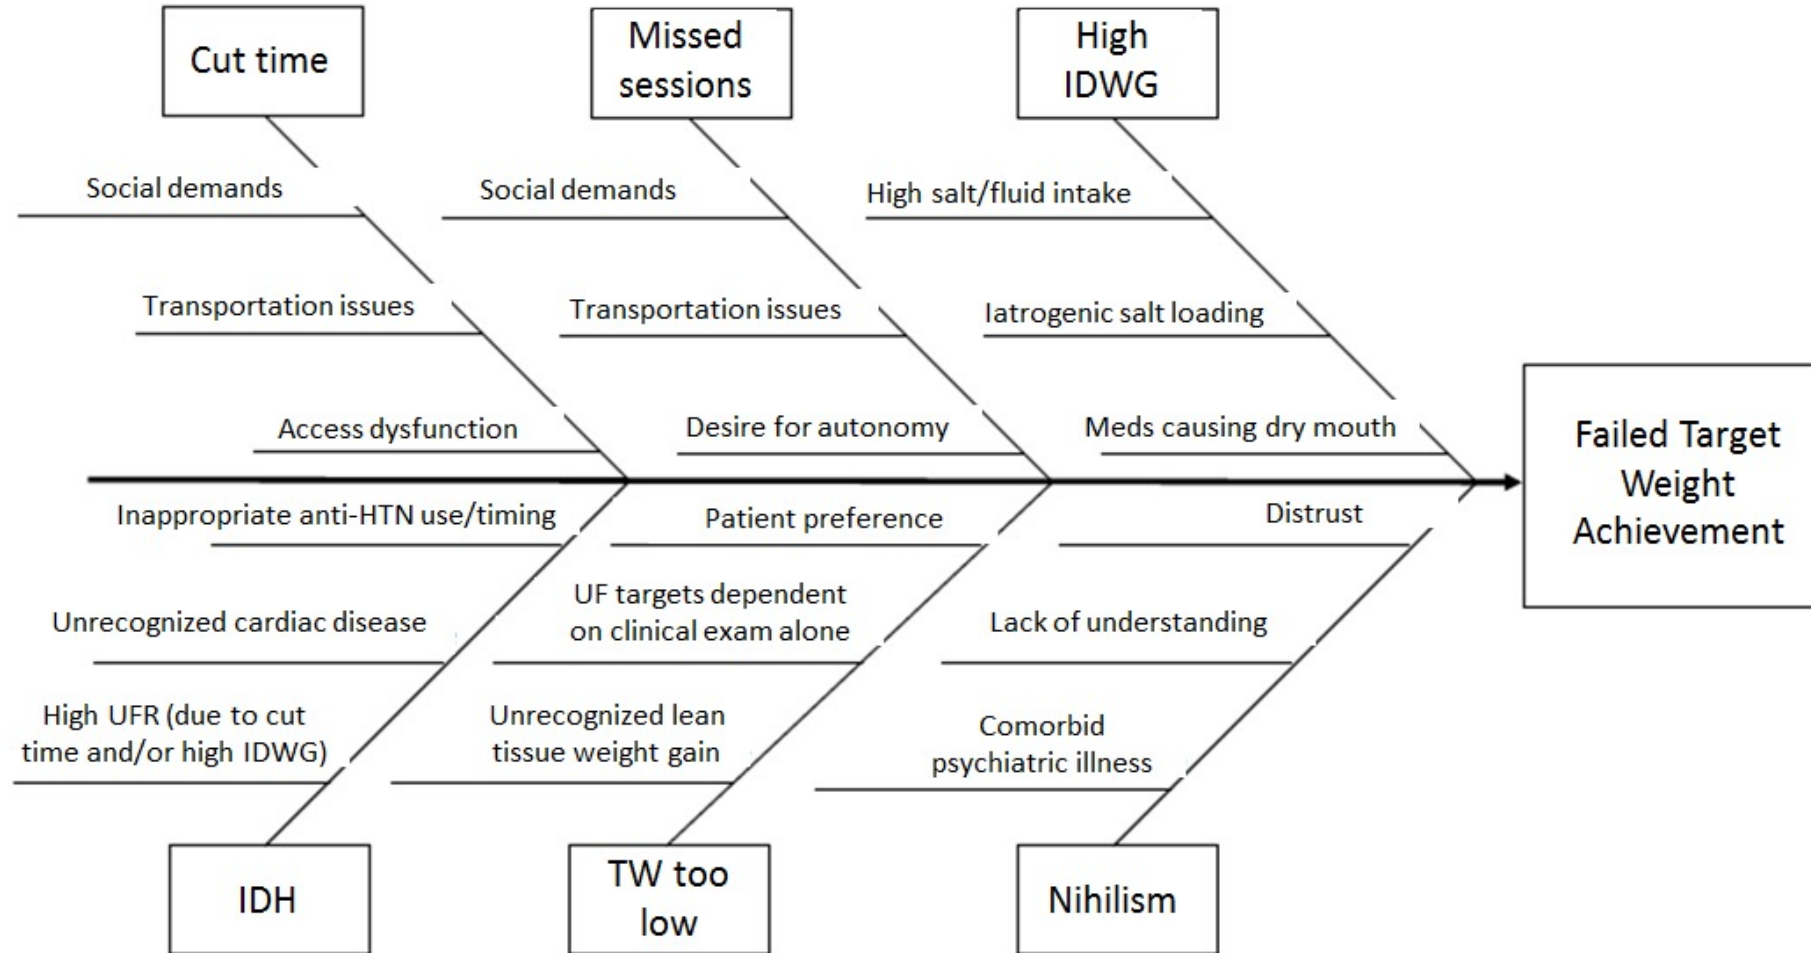 Cut time
Missed
sessions
High
IDWG
Social demands
Social demands
High salt/fluid intake
Transportation issues
Transportation issues
Iatrogenic salt loading
Access dysfunction
Desire for autonomy
Meds causing dry mouth
Failed Target
Weight
Achievement
Inappropriate anti-HTN use/timing
Patient preference
Distrust
Unrecognized cardiac disease
UF targets dependent
on clinical exam alone
Lack of understanding
High UFR (due to cut
time and/or high IDWG)
Unrecognized lean
tissue weight gain
Comorbid
psychiatric illness
IDH
TW too
low
Nihilism